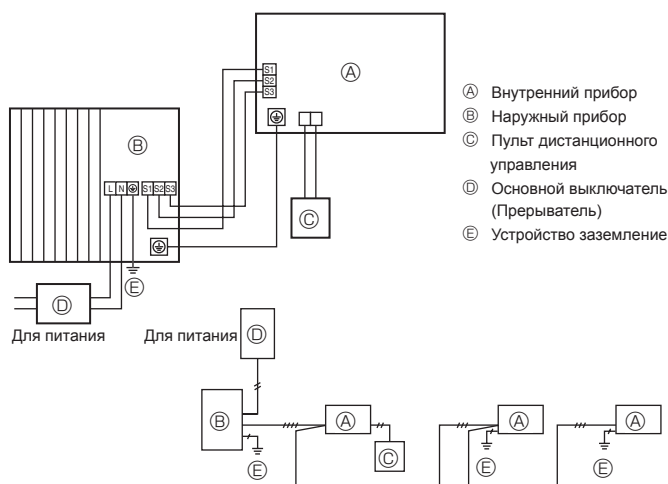 S1
S2
S3
Ⓐ
Ⓑ
L N S1 S2 S3
Ⓒ
Ⓔ
Ⓓ
Для питания
Ⓐ Внутренний прибор
Ⓑ Наружный прибор
Ⓒ Пульт дистанционного
управления
Ⓓ Основной выключатель
(Прерыватель)
Ⓔ Устройство заземление
Для питания Ⓓ
Ⓑ Ⓐ Ⓐ Ⓐ
Ⓒ
Ⓔ Ⓔ Ⓔ